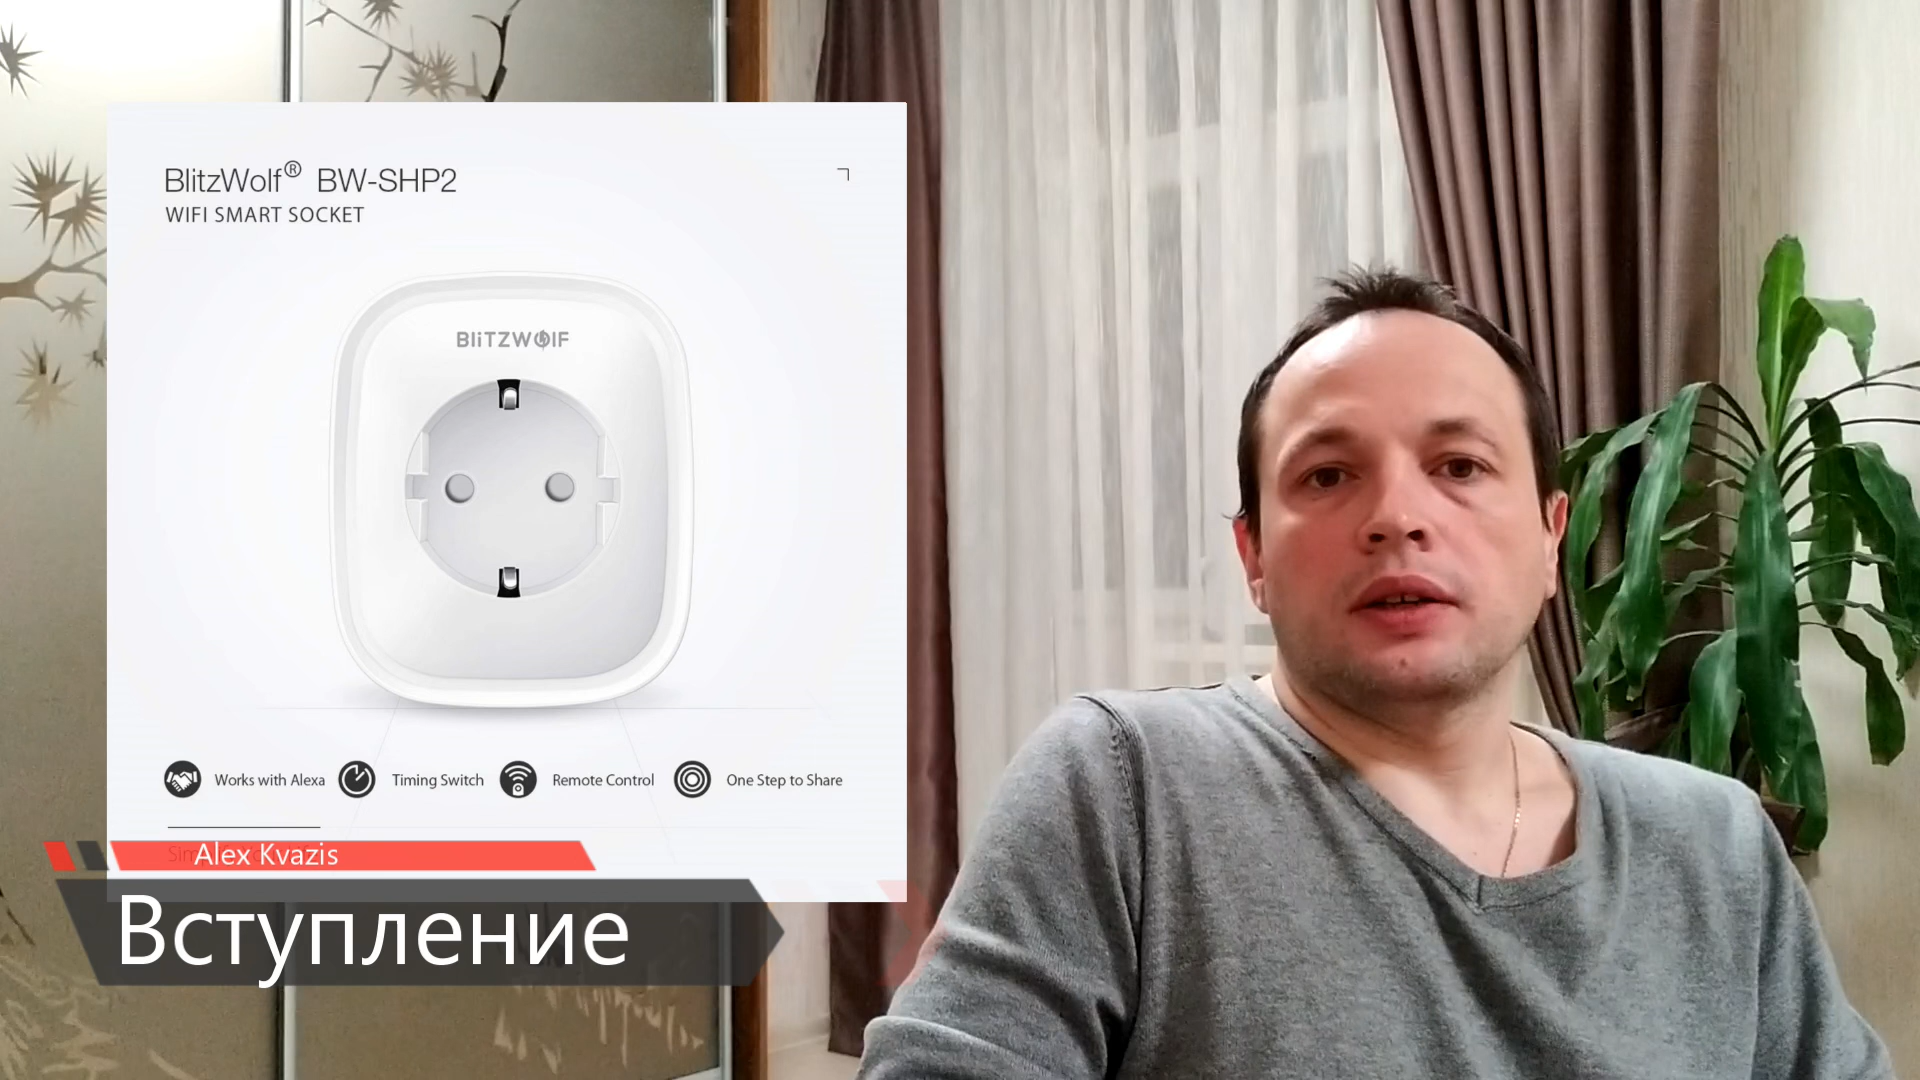 BlitzWolf® BW-SHP2
WIFI SMART SOCKET
BLiTZWOlF
Works with Alexa
Timing Switch
Remote Control
One Step to Share
Alex Kvazis
Вступление